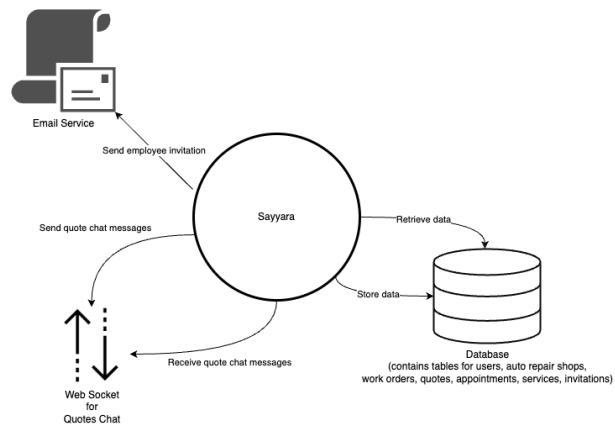 Email Service
Send employee invitation
Sayyara
Retrieve data
Send quote chat messages
Store data
Database
(contains tables for users, auto repair shops,
work orders, quotes, appointments, services, invitations)
Receive quote chat messages
Web Socket
for
Quotes Chat